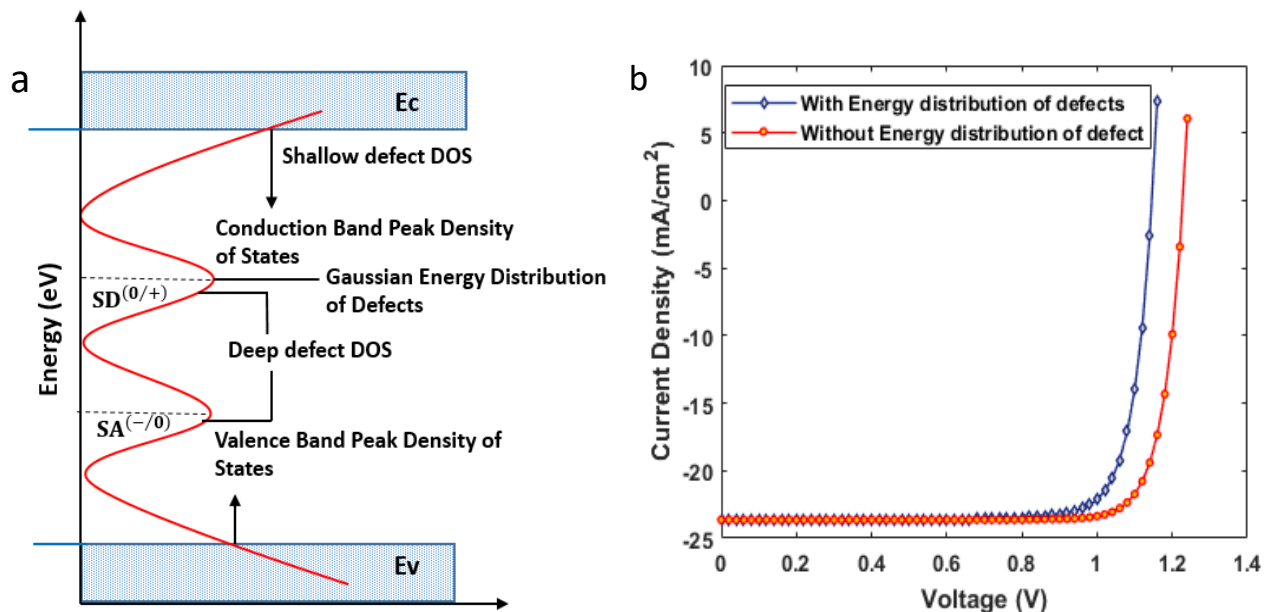 a
Ec
Shallow defect DOS
Conduction Band Peak Density
of States
Gaussian Energy Distribution
of Defects
SD(0/+)
Deep defect DOS
SA(−/0)
Valence Band Peak Density of
States
Ev
Energy (eV)
b
With Energy distribution of defects
Without Energy distribution of defect
10
5
0
-5
-10
-15
-20
-25
0 0.2 0.4 0.6 0.8 1 1.2 1.4
Current Density (mA/cm²)
Voltage (V)